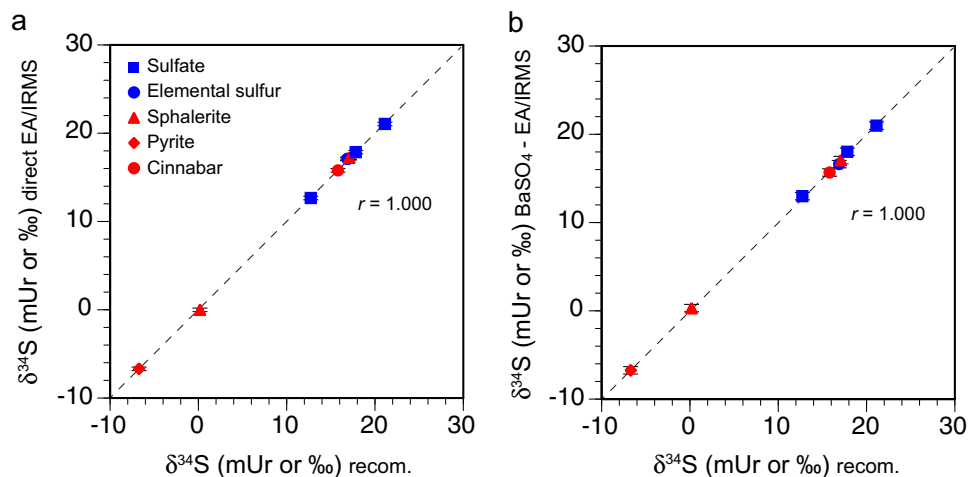 a
δ³⁴S (mUr or ‰) direct EA/IRMS
30
20
10
0
-10
Sulfate
Elemental sulfur
Sphalerite
Pyrite
Cinnabar
r = 1.000
-10 0 10 20 30
δ³⁴S (mUr or ‰) recom.
b
δ³⁴S (mUr or ‰) BaSO₄ - EA/IRMS
30
20
10
0
-10
r = 1.000
-10 0 10 20 30
δ³⁴S (mUr or ‰) recom.